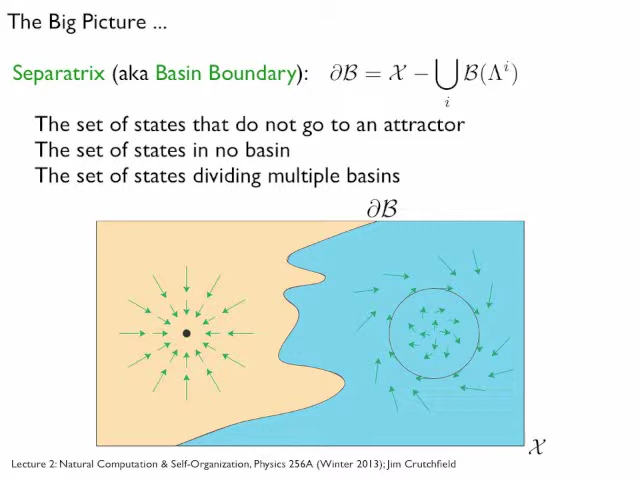 The Big Picture ...
Separatrix (aka Basin Boundary): ∂B = X − ⋃ᵢ B(Λⁱ)
The set of states that do not go to an attractor
The set of states in no basin
The set of states dividing multiple basins
∂B
X
Lecture 2: Natural Computation & Self-Organization, Physics 256A (Winter 2013); Jim Crutchfield